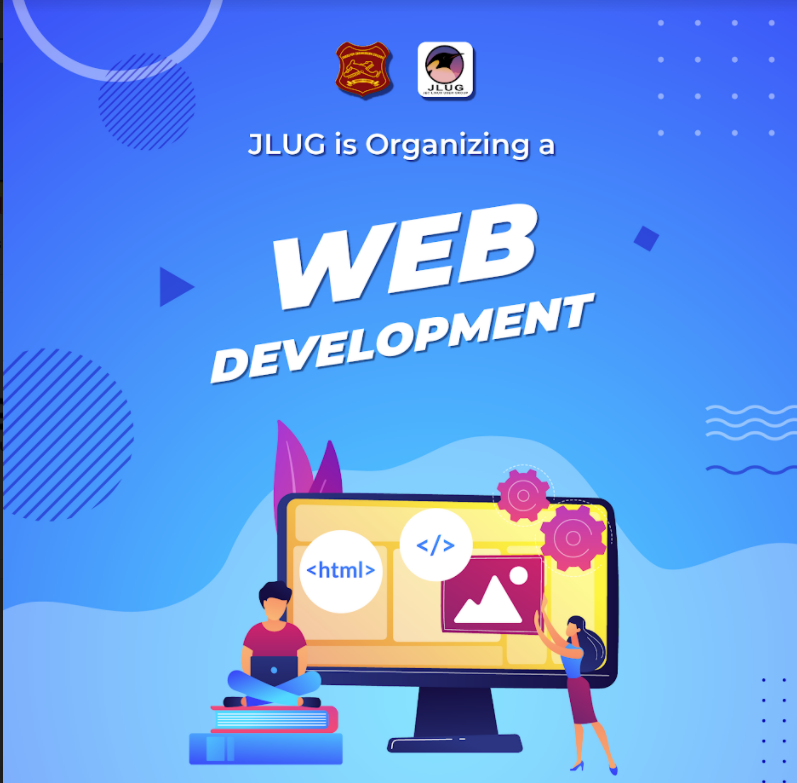 JLUG
JLUG is Organizing a
WEB
DEVELOPMENT
</>
<html>